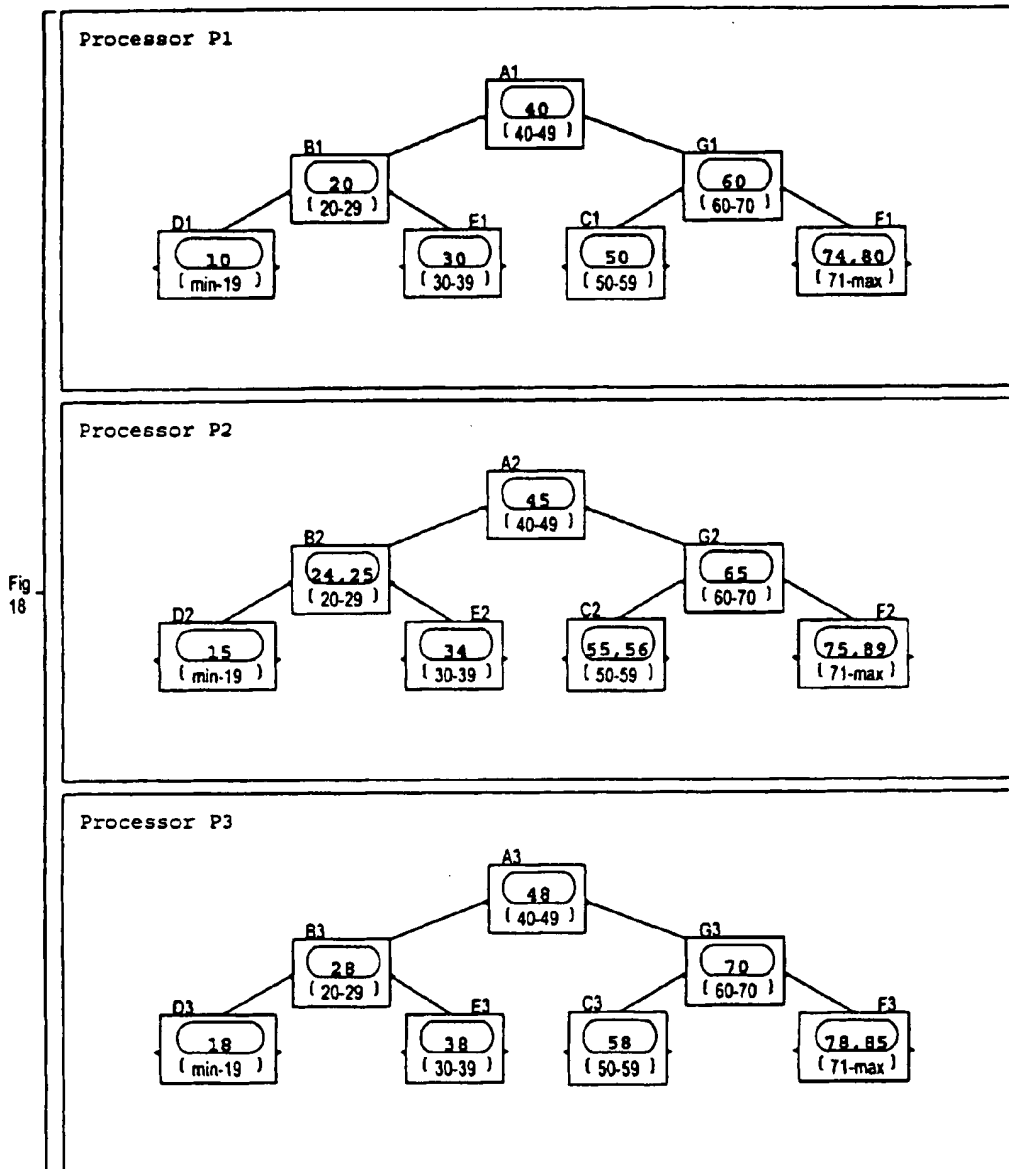 Processor P1
A1
40
( 40-49 )
B1
20
( 20-29 )
G1
60
( 60-70 )
D1
10
( min-19 )
E1
30
( 30-39 )
C1
50
( 50-59 )
F1
74,80
( 71-max )
Processor P2
A2
45
( 40-49 )
B2
24,25
( 20-29 )
G2
65
( 60-70 )
Fig
18
D2
15
( min-19 )
E2
34
( 30-39 )
C2
55,56
( 50-59 )
F2
75,89
( 71-max )
Processor P3
A3
48
( 40-49 )
B3
28
( 20-29 )
G3
70
( 60-70 )
D3
18
( min-19 )
E3
38
( 30-39 )
C3
58
( 50-59 )
F3
78,85
( 71-max )